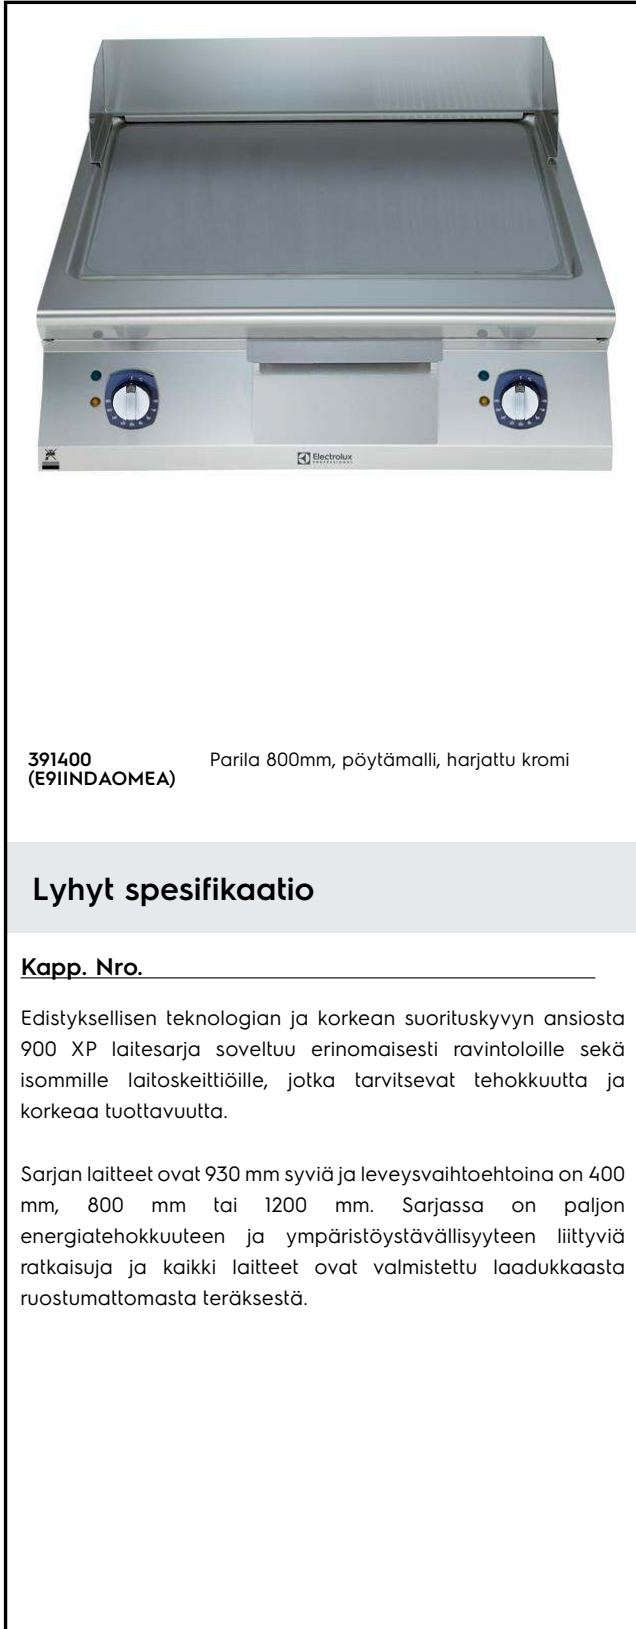 Electrolux
PROFESSIONAL
391400
(E9IINDAOMEA)
Parila 800mm, pöytämalli, harjattu kromi
Lyhyt spesifikaatio
Kapp. Nro.
Edistyksellisen teknologian ja korkean suorituskyvyn ansiosta
900 XP laitesarja soveltuu erinomaisesti ravintoloille sekä
isommille laitoskeittiöille, jotka tarvitsevat tehokkuutta ja
korkeaa tuottavuutta.
Sarjan laitteet ovat 930 mm syviä ja leveysvaihtoehtoina on 400
mm, 800 mm tai 1200 mm. Sarjassa on paljon
energiatehokkuuteen ja ympäristöystävällisyyteen liittyviä
ratkaisuja ja kaikki laitteet ovat valmistettu laadukkaasta
ruostumattomasta teräksestä.